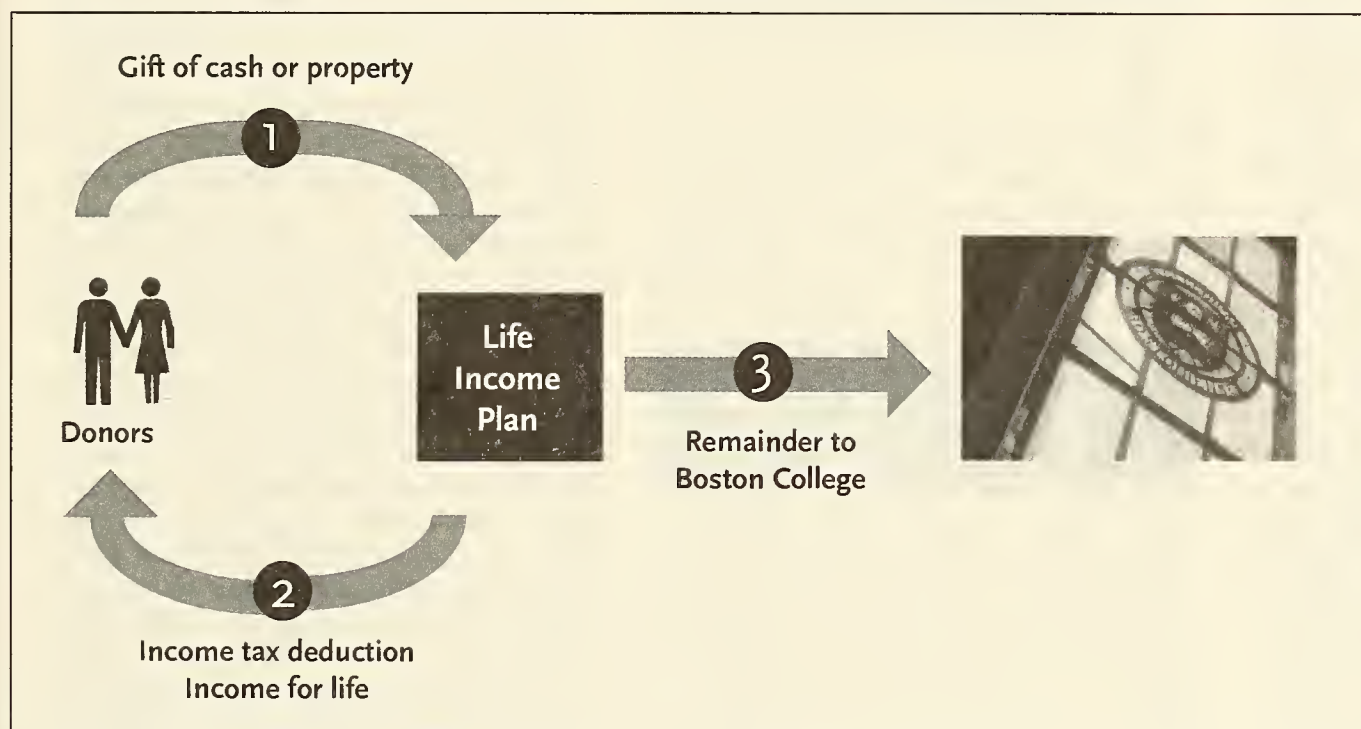 Gift of cash or property
1
Life
Income
Plan
3
Donors
Remainder to
Boston College
2
Income tax deduction
Income for life